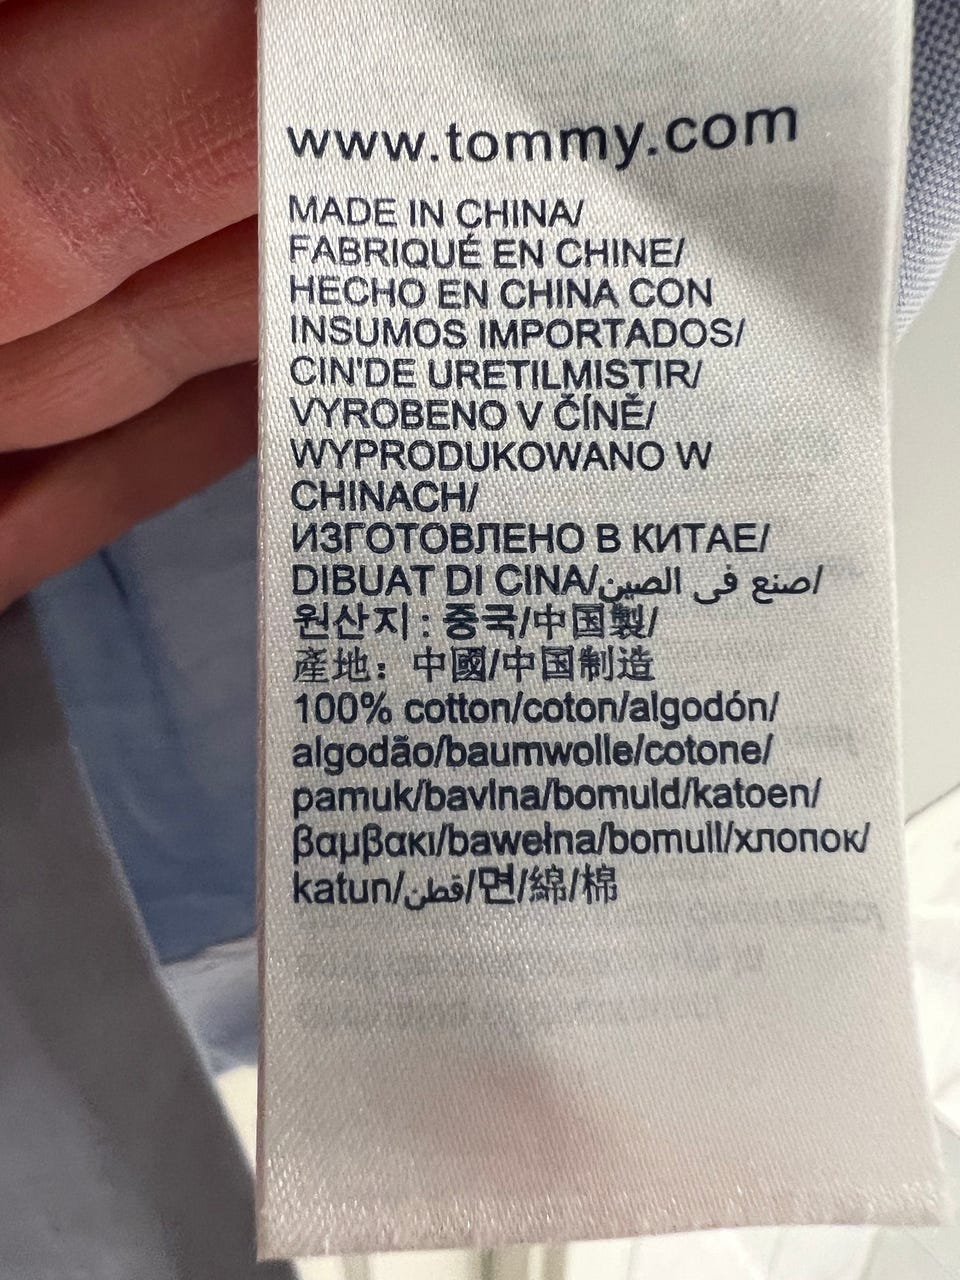 www.tommy.com
MADE IN CHINA/
FABRIQUÉ EN CHINE/
HECHO EN CHINA CON
INSUMOS IMPORTADOS/
CIN'DE URETILMISTIR/
VYROBENO V ČÍNĚ/
WYPRODUKOWANO W
CHINACH/
ИЗГОТОВЛЕНО В КИТАЕ/
DIBUAT DI CINA/صنع في الصين/
원산지 : 중국/中国製/
產地：中國/中国制造
100% cotton/coton/algodón/
algodão/baumwolle/cotone/
pamuk/bavlna/bomuld/katoen/
βαμβακι/bawełna/bomull/хлопок/
katun/قطن/면/綿/棉